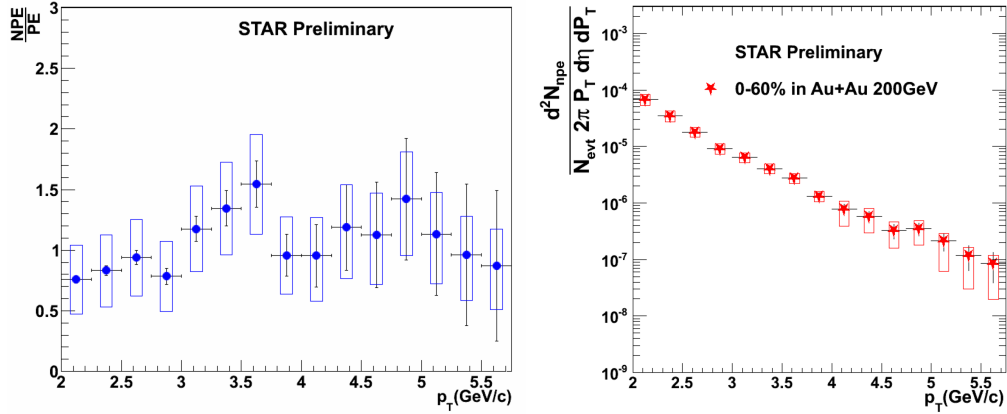 NPE
PE
STAR Preliminary
3
2.5
2
1.5
1
0.5
0
2 2.5 3 3.5 4 4.5 5 5.5
p_T(GeV/c)
d²N_npe
N_evt 2π P_T dη dP_T
STAR Preliminary
0-60% in Au+Au 200GeV
10⁻³
10⁻⁴
10⁻⁵
10⁻⁶
10⁻⁷
10⁻⁸
10⁻⁹
2 2.5 3 3.5 4 4.5 5 5.5
p_T(GeV/c)